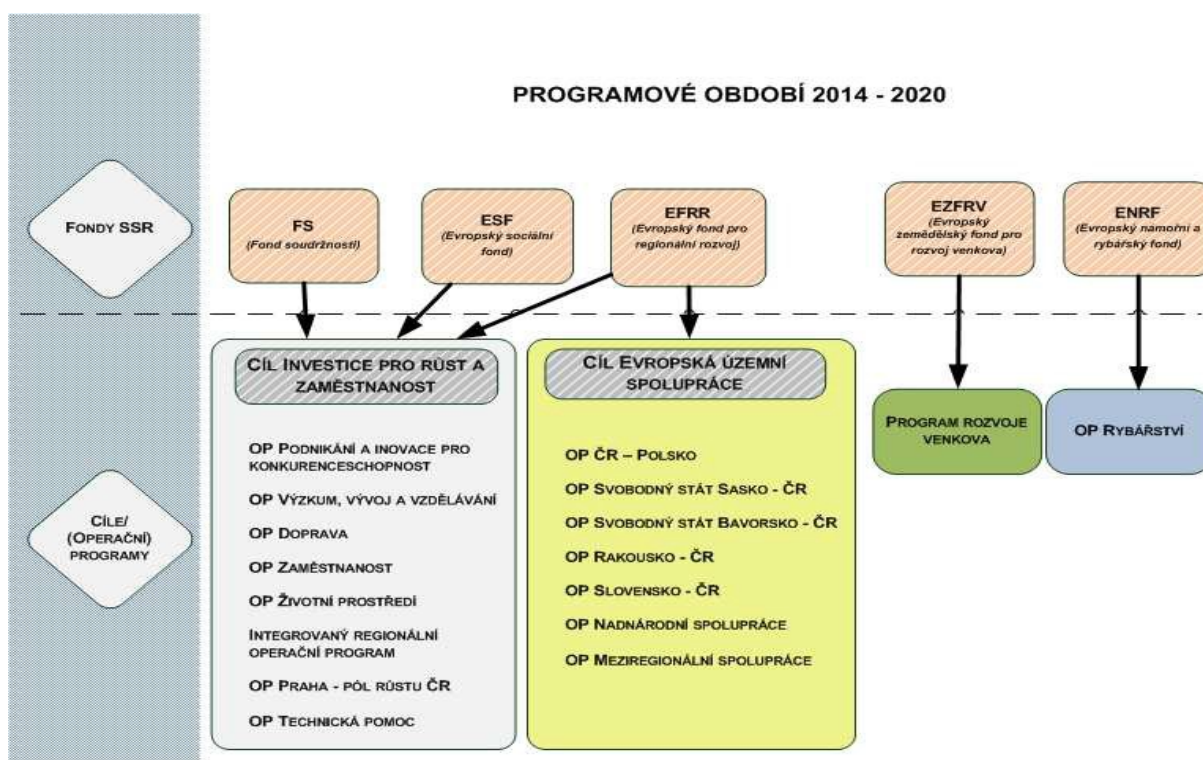 PROGRAMOVÉ OBDOBÍ 2014 - 2020
FONDY SSR
FS
(Fond soudržnosti)
ESF
(Evropský sociální
fond)
EFRR
(Evropský fond pro
regionální rozvoj)
EZFRV
(Evropský
zemědělský fond pro
rozvoj venkova)
ENRF
(Evropský námořní a
rybářský fond)
CÍLE/
(OPERAČNÍ)
PROGRAMY
CÍL INVESTICE PRO RŮST A
ZAMĚSTNANOST
OP PODNIKÁNÍ A INOVACE PRO
KONKURENCESCHOPNOST
OP VÝZKUM, VÝVOJ A VZDĚLÁVÁNÍ
OP DOPRAVA
OP ZAMĚSTNANOST
OP ŽIVOTNÍ PROSTŘEDÍ
INTEGROVANÝ REGIONÁLNÍ
OPERAČNÍ PROGRAM
OP PRAHA - PÓL RŮSTU ČR
OP TECHNICKÁ POMOC
CÍL EVROPSKÁ ÚZEMNÍ
SPOLUPRÁCE
OP ČR – POLSKO
OP SVOBODNÝ STÁT SASKO - ČR
OP SVOBODNÝ STÁT BAVORSKO - ČR
OP RAKOUSKO - ČR
OP SLOVENSKO - ČR
OP NADNÁRODNÍ SPOLUPRÁCE
OP MEZIREGIONÁLNÍ SPOLUPRÁCE
PROGRAM ROZVOJE
VENKOVA
OP RYBÁŘSTVÍ